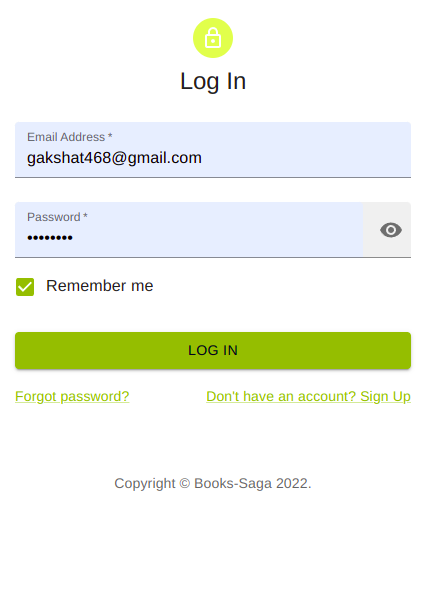 Log In
Email Address *
gakshat468@gmail.com
Password *
••••••••
Remember me
LOG IN
Forgot password? Don't have an account? Sign Up
Copyright © Books-Saga 2022.